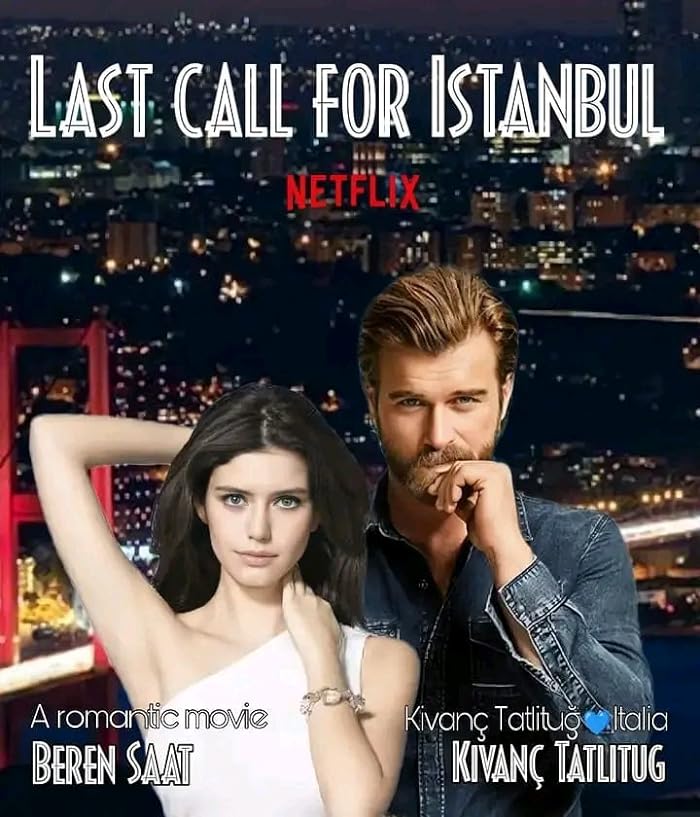 LAST CALL FOR ISTANBUL
NETFLIX
A romantic movie
BEREN SAAT
Kivanç Tatlituğ💙Italia
KIVANÇ TATLITUG